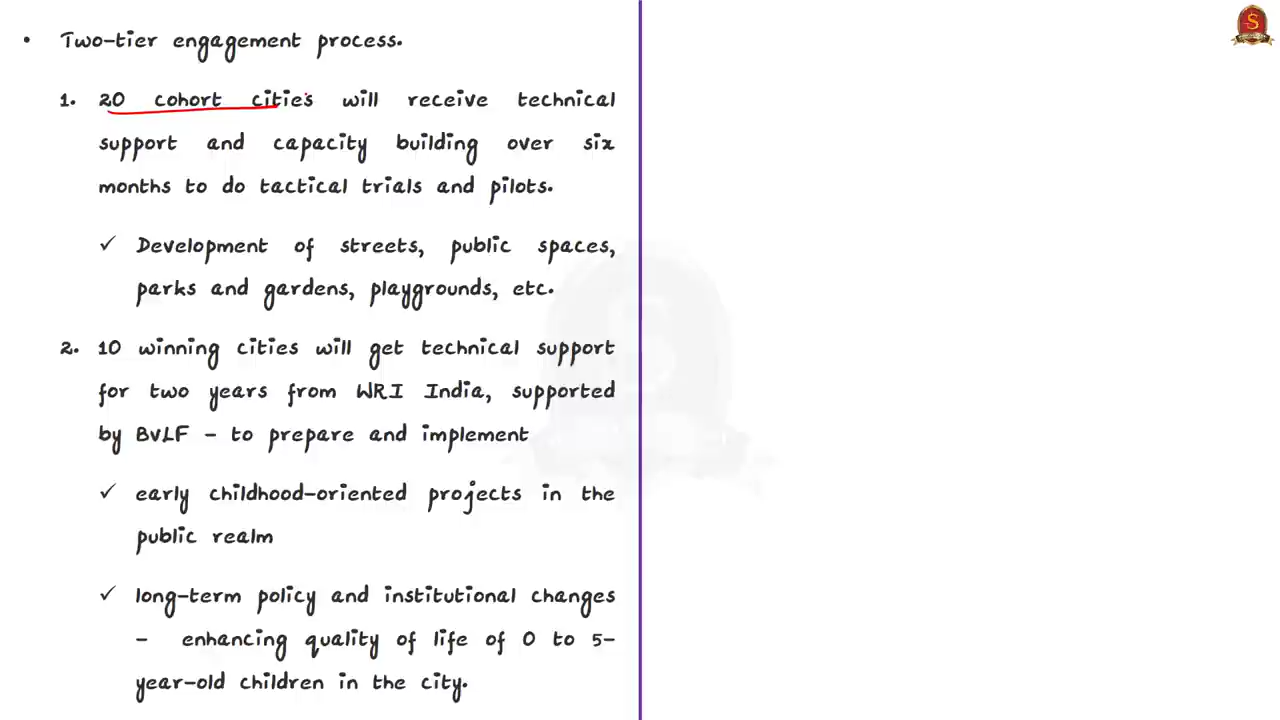 • Two-tier engagement process.
1. 20 cohort cities will receive technical
support and capacity building over six
months to do tactical trials and pilots.
✓ Development of streets, public spaces,
parks and gardens, playgrounds, etc.
2. 10 winning cities will get technical support
for two years from WRI India, supported
by BvLF - to prepare and implement
✓ early childhood-oriented projects in the
public realm
✓ long-term policy and institutional changes
- enhancing quality of life of 0 to 5-
year-old children in the city.
S